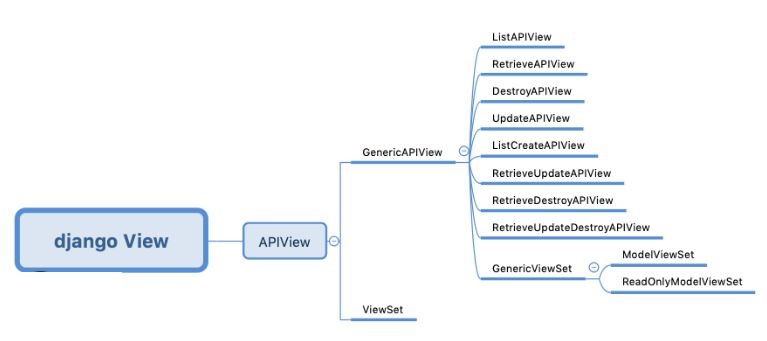 django View
APIView
GenericAPIView
ListAPIView
RetrieveAPIView
DestroyAPIView
UpdateAPIView
ListCreateAPIView
RetrieveUpdateAPIView
RetrieveDestroyAPIView
RetrieveUpdateDestroyAPIView
GenericViewSet
ModelViewSet
ReadOnlyModelViewSet
ViewSet